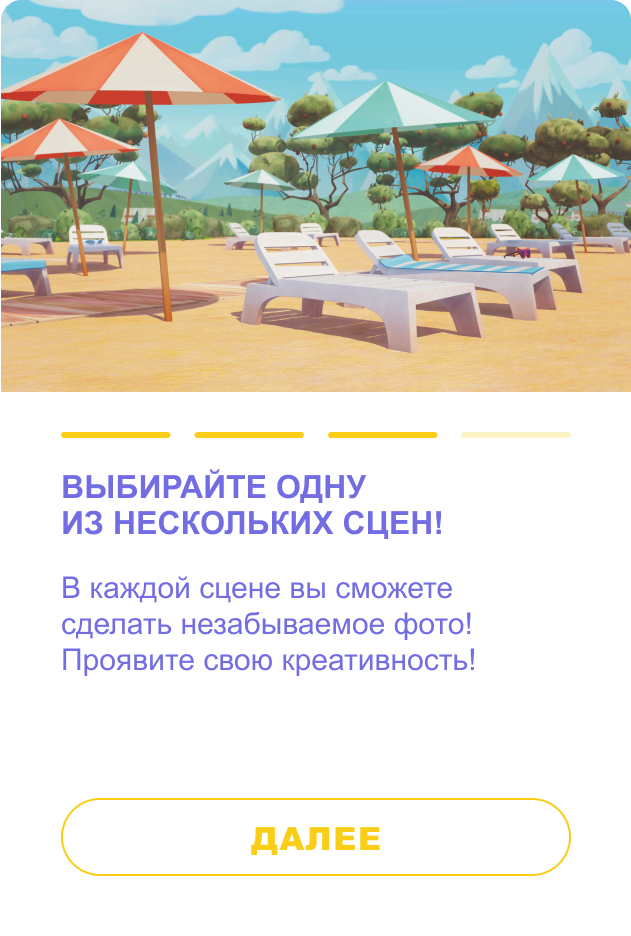 ВЫБИРАЙТЕ ОДНУ
ИЗ НЕСКОЛЬКИХ СЦЕН!
В каждой сцене вы сможете
сделать незабываемое фото!
Проявите свою креативность!
ДАЛЕЕ